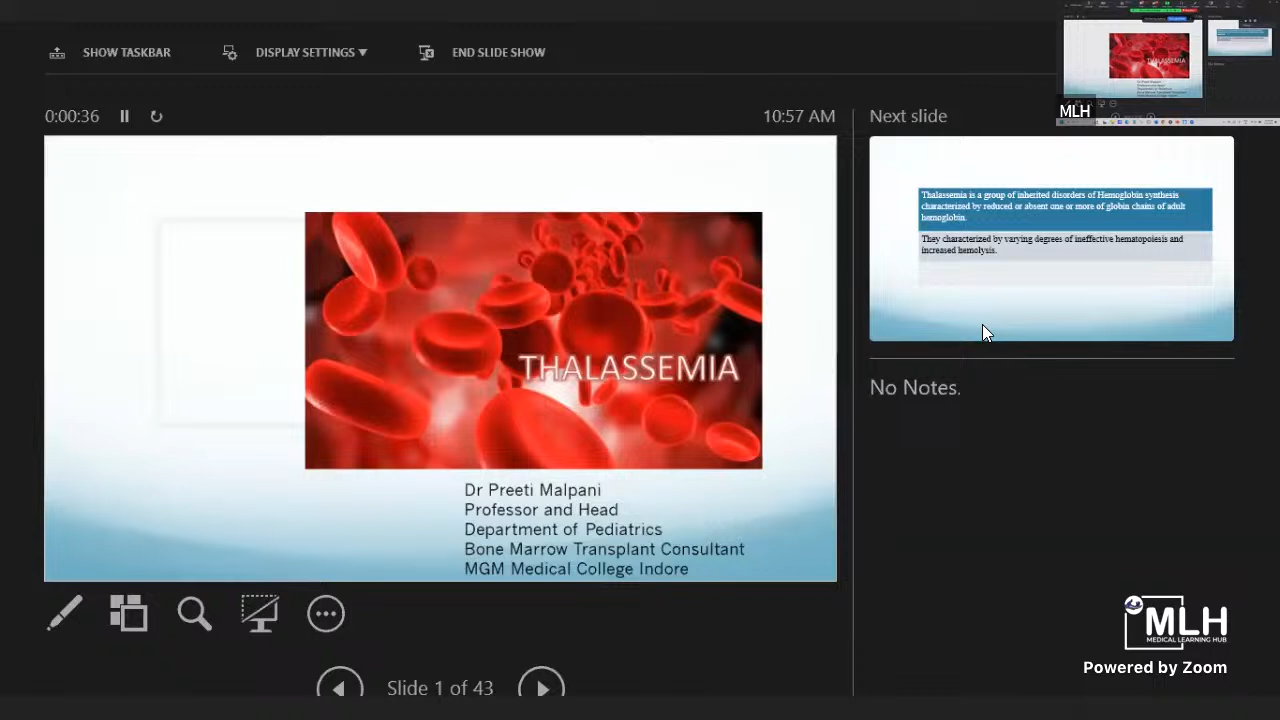 SHOW TASKBAR
DISPLAY SETTINGS
END SLIDE SHOW
0:00:36
10:57 AM
THALASSEMIA
Dr Preeti Malpani
Professor and Head
Department of Pediatrics
Bone Marrow Transplant Consultant
MGM Medical College Indore
Slide 1 of 43
THALASSEMIA
MLH
Next slide
Thalassemia is a group of inherited disorders of Hemoglobin synthesis
characterized by reduced or absent one or more of globin chains of adult
hemoglobin.
They characterized by varying degrees of ineffective hematopoiesis and
increased hemolysis.
No Notes.
MLH
MEDICAL LEARNING HUB
Powered by Zoom